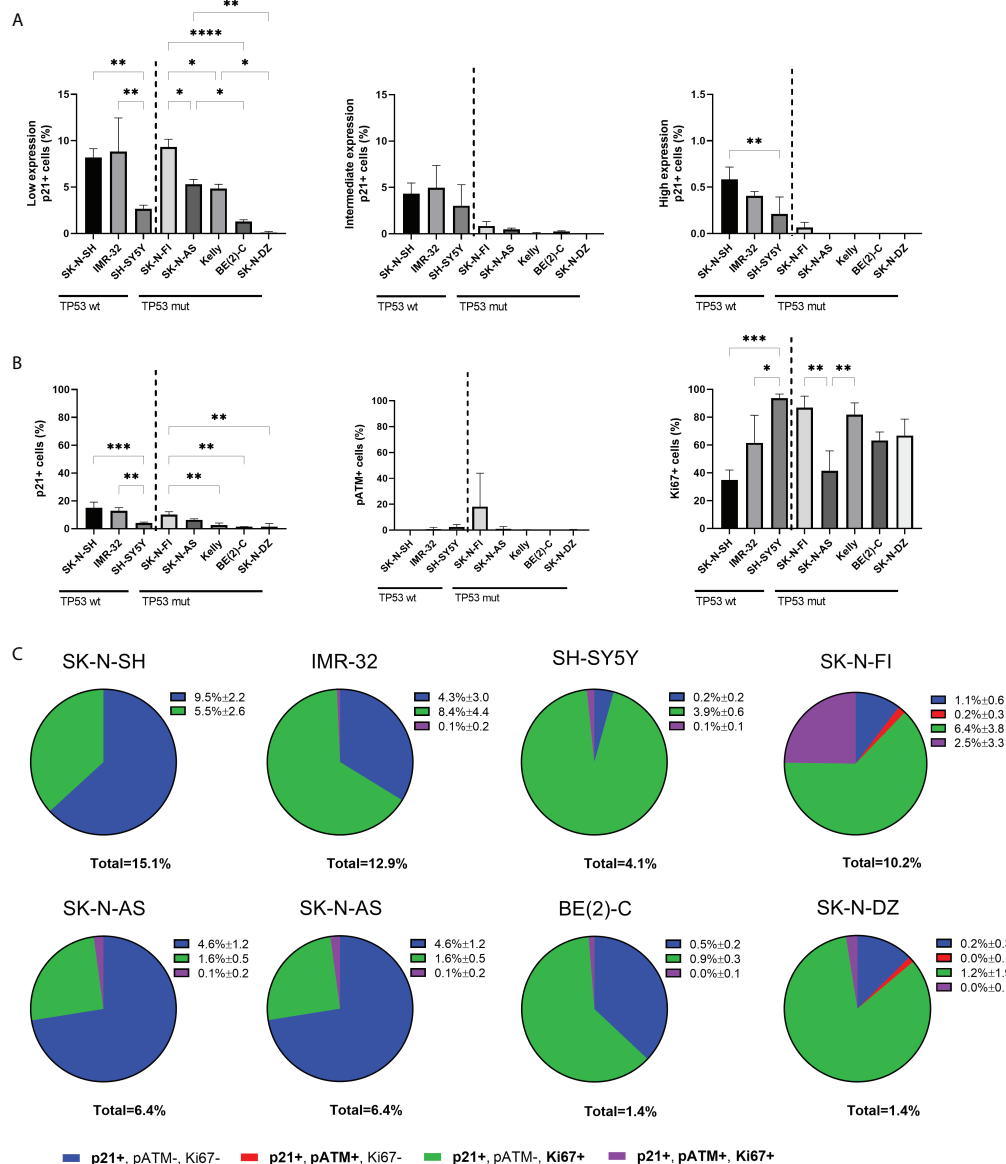 A
**
****
**
*
*
**
*
*
15
10
5
0
Low expression
p21+ cells (%)
SK-N-SH
IMR-32
SH-SY5Y
SK-N-FI
SK-N-AS
Kelly
BE(2)-C
SK-N-DZ
TP53 wt
TP53 mut
15
10
5
0
Intermediate expression
p21+ cells (%)
SK-N-SH
IMR-32
SH-SY5Y
SK-N-FI
SK-N-AS
Kelly
BE(2)-C
SK-N-DZ
TP53 wt
TP53 mut
**
1.5
1.0
0.5
0.0
High expression
p21+ cells (%)
SK-N-SH
IMR-32
SH-SY5Y
SK-N-FI
SK-N-AS
Kelly
BE(2)-C
SK-N-DZ
TP53 wt
TP53 mut
B
100
80
60
40
20
0
p21+ cells (%)
***
**
**
**
**
SK-N-SH
IMR-32
SH-SY5Y
SK-N-FI
SK-N-AS
Kelly
BE(2)-C
SK-N-DZ
TP53 wt
TP53 mut
100
80
60
40
20
0
pATM+ cells (%)
SK-N-SH
IMR-32
SH-SY5Y
SK-N-FI
SK-N-AS
Kelly
BE(2)-C
SK-N-DZ
TP53 wt
TP53 mut
***
*
**
**
100
80
60
40
20
0
Ki67+ cells (%)
SK-N-SH
IMR-32
SH-SY5Y
SK-N-FI
SK-N-AS
Kelly
BE(2)-C
SK-N-DZ
TP53 wt
TP53 mut
C
SK-N-SH
9.5%±2.2
5.5%±2.6
Total=15.1%
IMR-32
4.3%±3.0
8.4%±4.4
0.1%±0.2
Total=12.9%
SH-SY5Y
0.2%±0.2
3.9%±0.6
0.1%±0.1
Total=4.1%
SK-N-FI
1.1%±0.6
0.2%±0.3
6.4%±3.8
2.5%±3.3
Total=10.2%
SK-N-AS
4.6%±1.2
1.6%±0.5
0.1%±0.2
Total=6.4%
SK-N-AS
4.6%±1.2
1.6%±0.5
0.1%±0.2
Total=6.4%
BE(2)-C
0.5%±0.2
0.9%±0.3
0.0%±0.1
Total=1.4%
SK-N-DZ
0.2%±0.
0.0%±0.
1.2%±1.
0.0%±0.
Total=1.4%
p21+, pATM-, Ki67-
p21+, pATM+, Ki67-
p21+, pATM-, Ki67+
p21+, pATM+, Ki67+